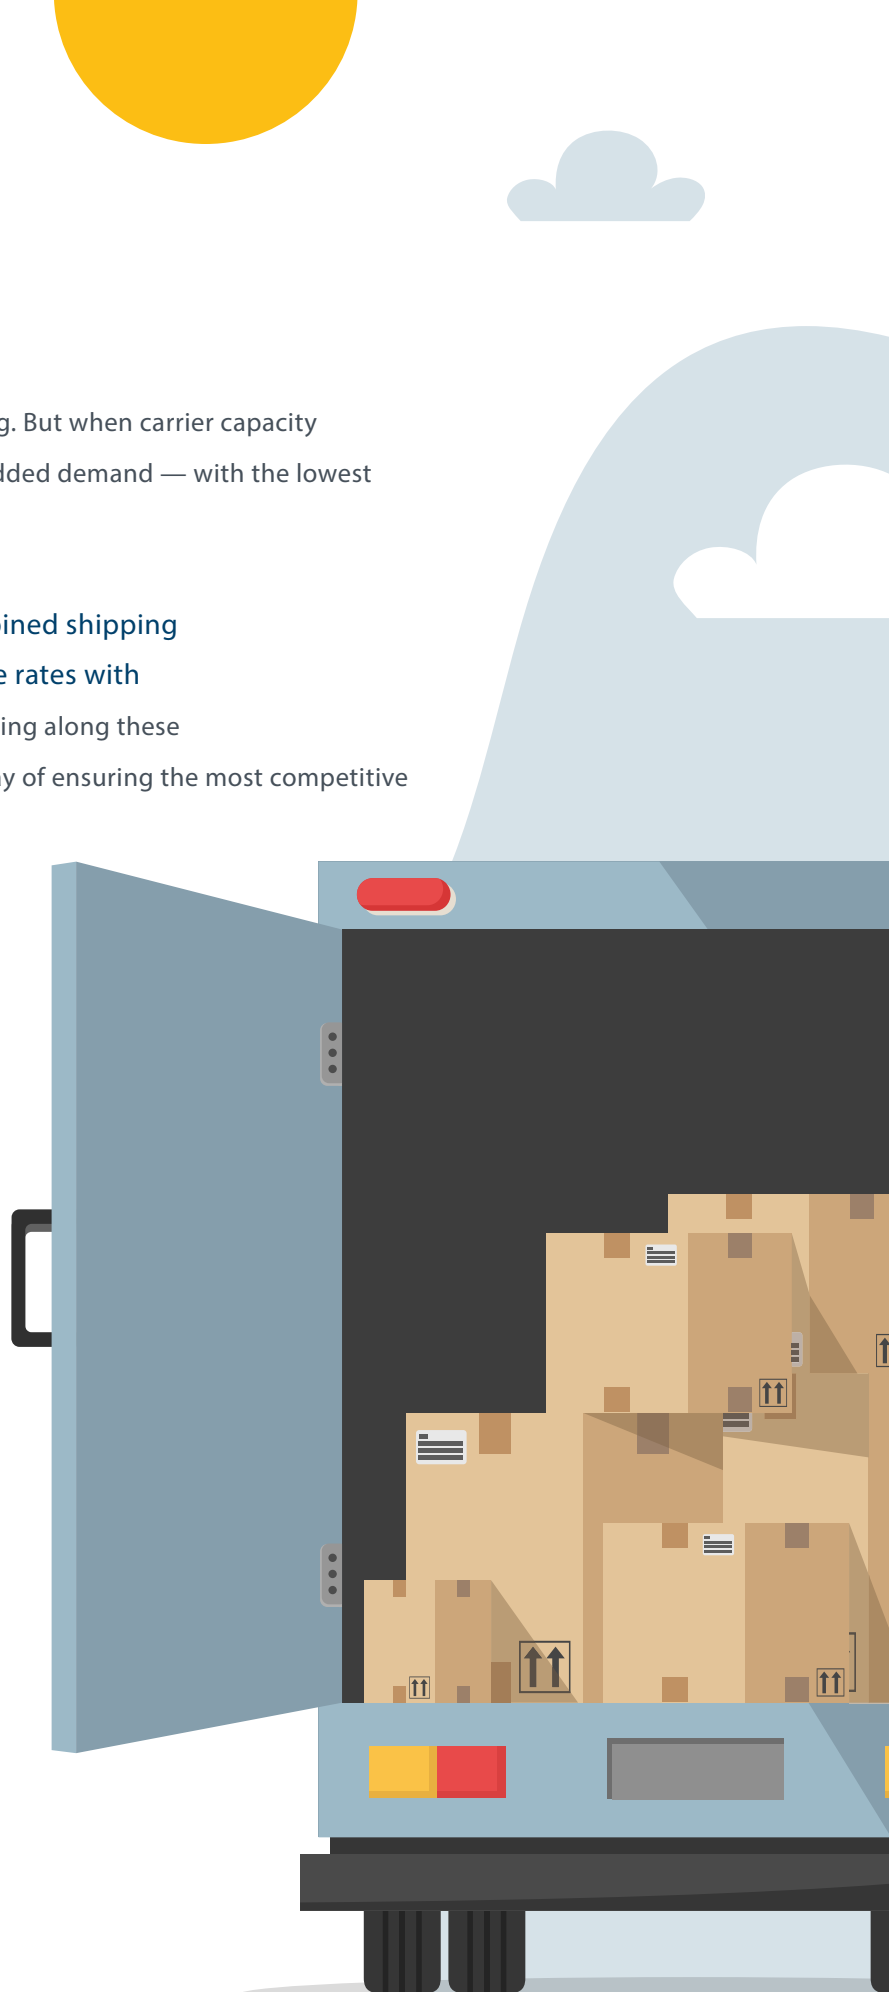 g. But when carrier capacity
dded demand — with the lowest
ined shipping
e rates with
ing along these
y of ensuring the most competitive